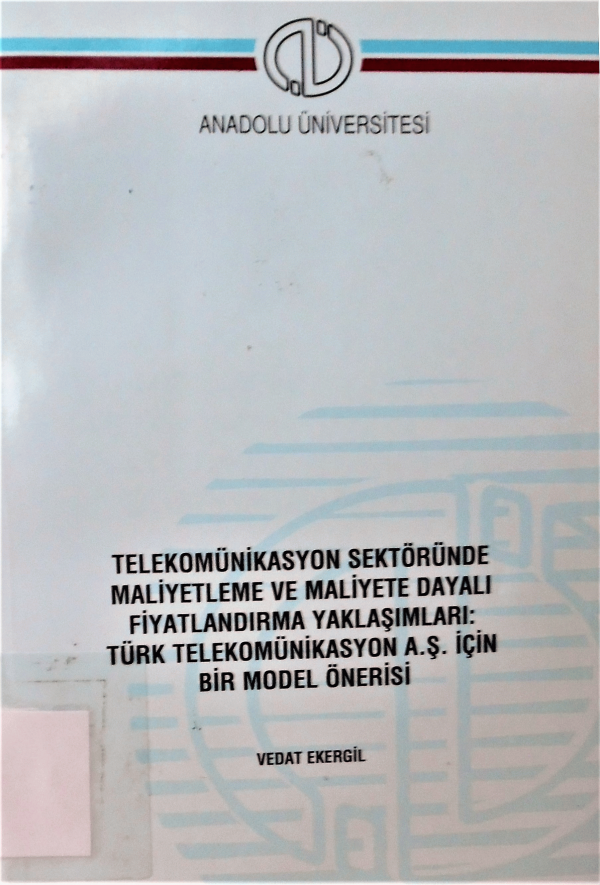 ANADOLU ÜNİVERSİTESİ
TELEKOMÜNİKASYON SEKTÖRÜNDE
MALİYETLEME VE MALİYETE DAYALI
FİYATLANDIRMA YAKLAŞIMLARI:
TÜRK TELEKOMÜNİKASYON A.Ş. İÇİN
BİR MODEL ÖNERİSİ
VEDAT EKERGİL